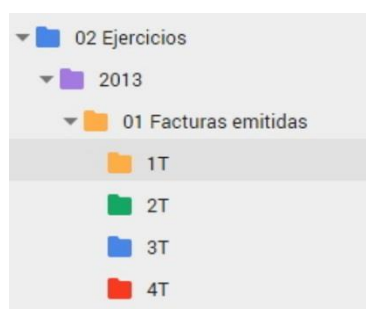 02 Ejercicios
2013
01 Facturas emitidas
1T
2T
3T
4T